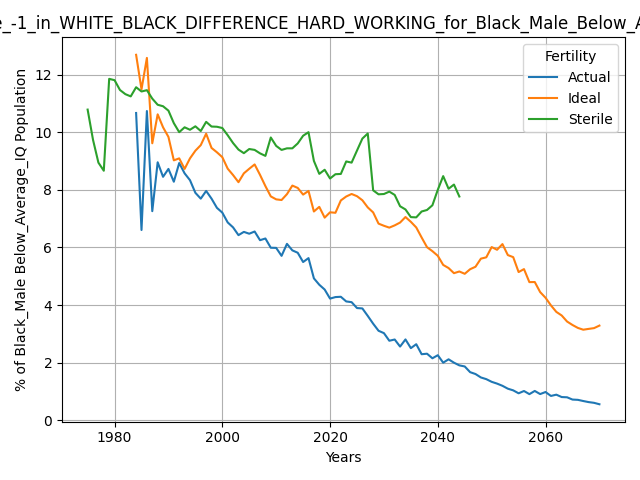 e_-1_in_WHITE_BLACK_DIFFERENCE_HARD_WORKING_for_Black_Male_Below_A
% of Black_Male Below_Average_IQ Population
12
10
8
6
4
2
0
1980
2000
2020
2040
2060
Years
Fertility
Actual
Ideal
Sterile